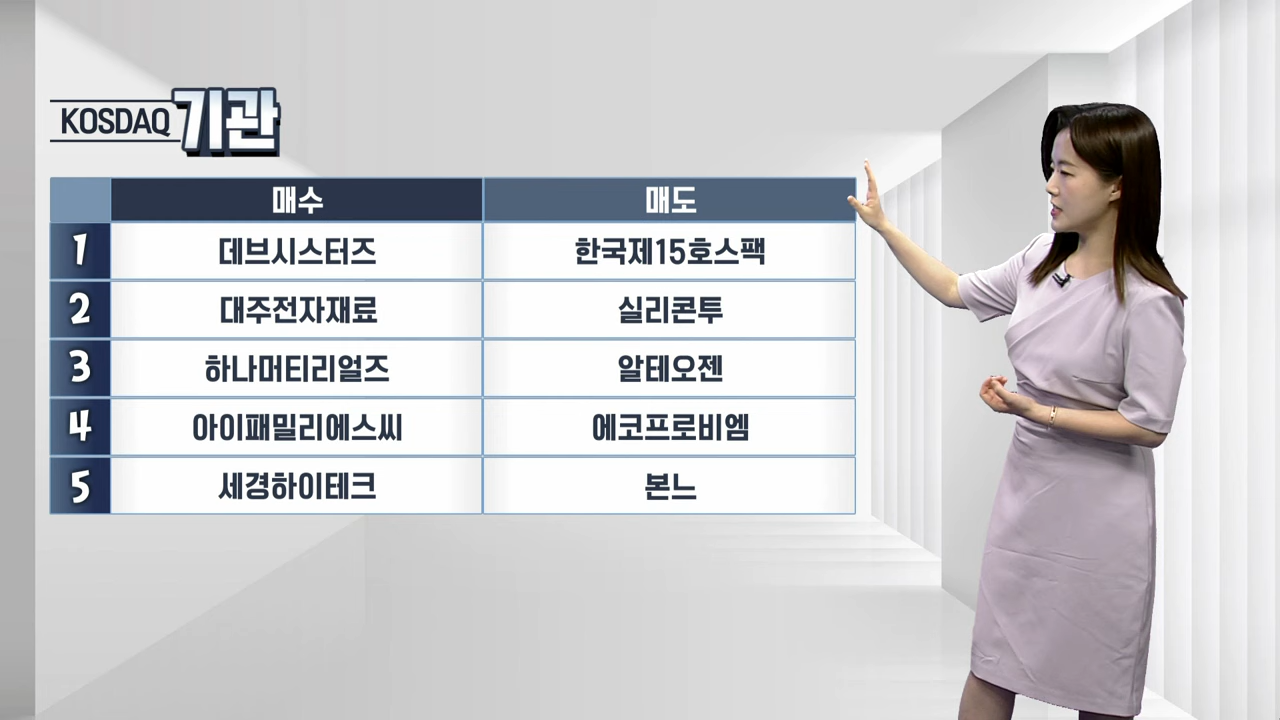 KOSDAQ 기관
매수 매도
1 데브시스터즈 한국제15호스팩
2 대주전자재료 실리콘투
3 하나머티리얼즈 알테오젠
4 아이패밀리에스씨 에코프로비엠
5 세경하이테크 본느